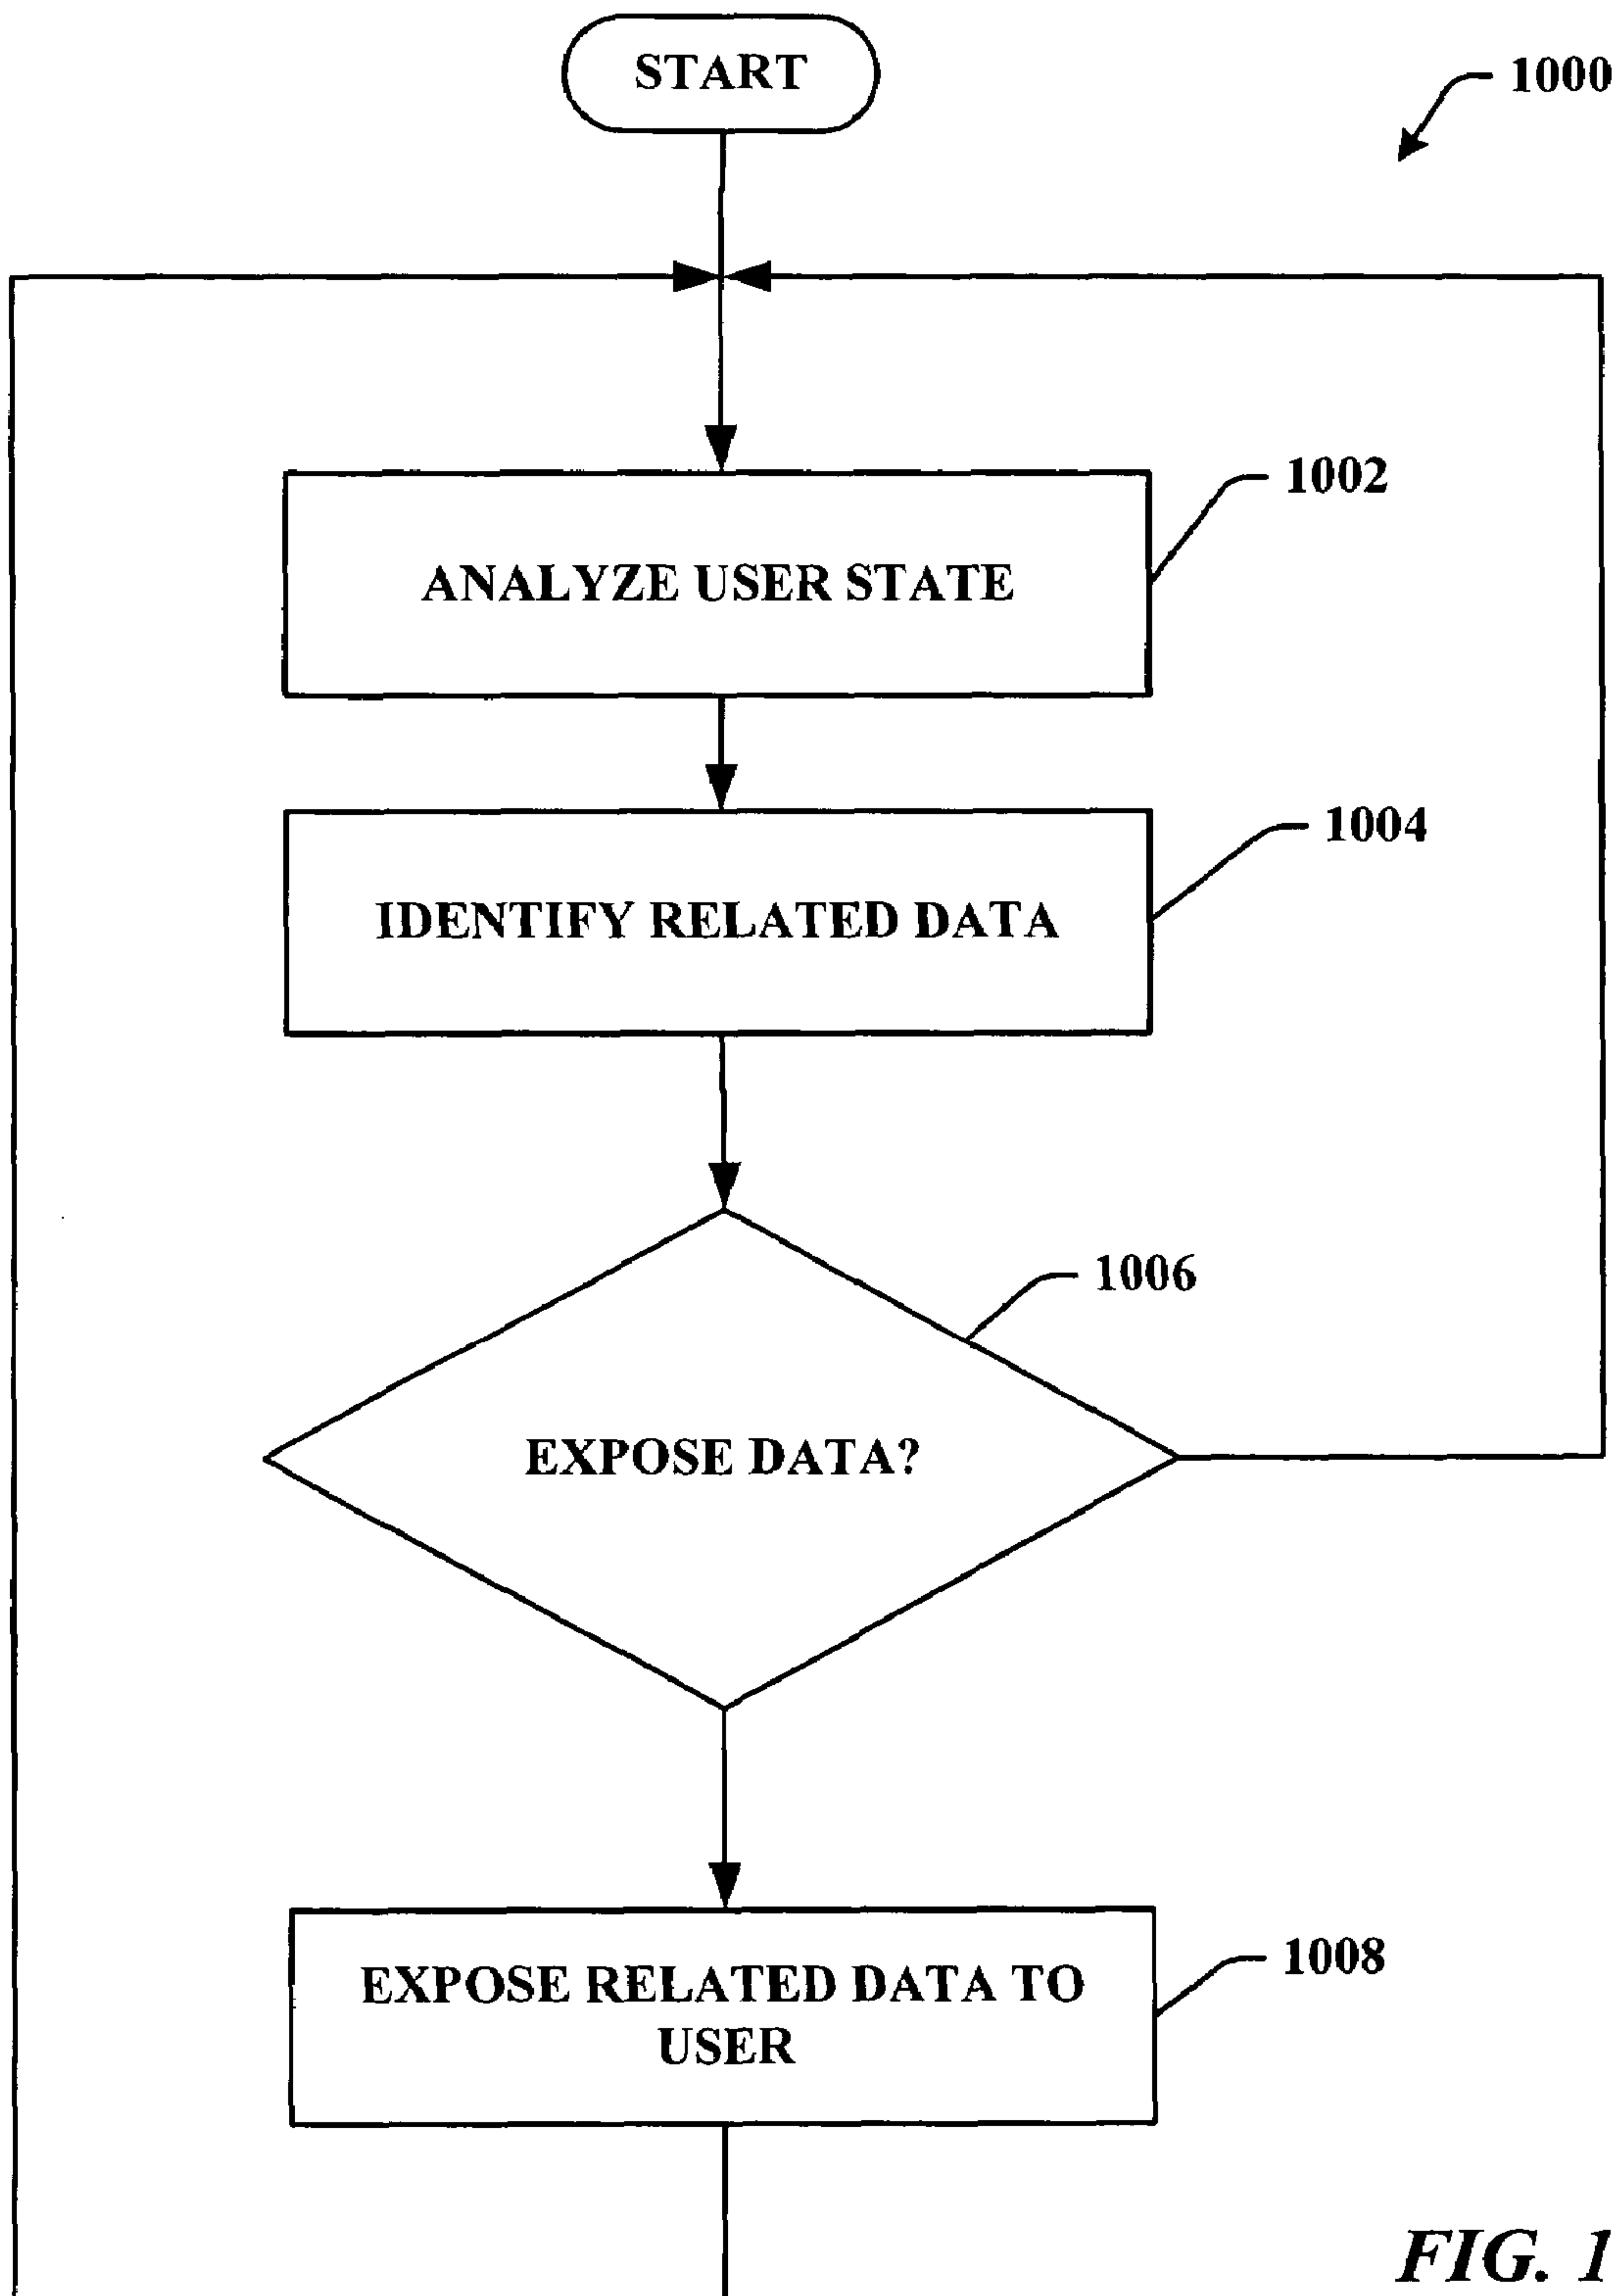 START
1000
1002
ANALYZE USER STATE
1004
IDENTIFY RELATED DATA
1006
EXPOSE DATA?
1008
EXPOSE RELATED DATA TO
USER
FIG. 1